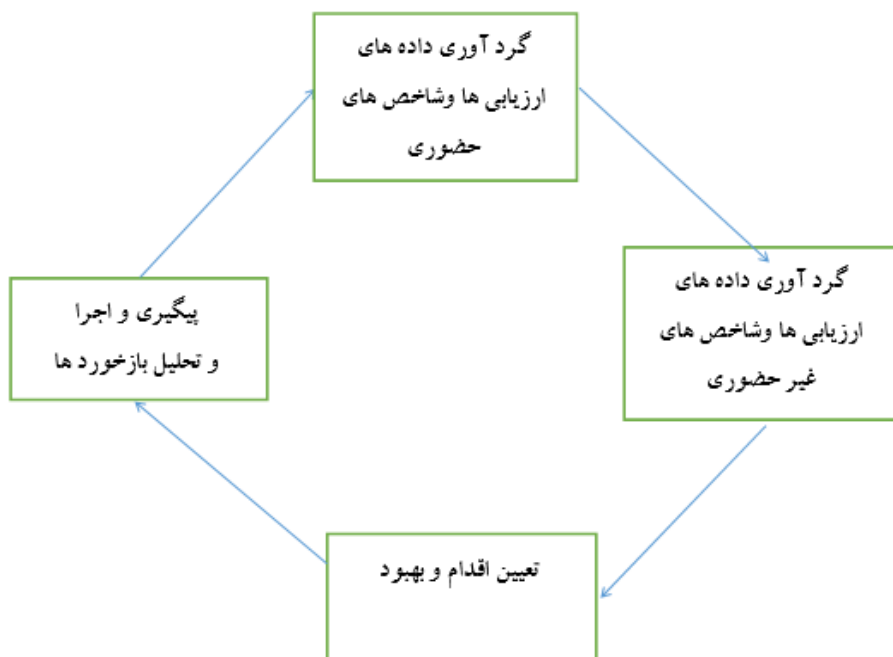 گرد آوری داده های
ارزیابی ها وشاخص های
حضوری
گرد آوری داده های
ارزیابی ها وشاخص های
غیر حضوری
تعیین اقدام و بهبود
پیگیری و اجرا
و تحلیل بازخورد ها